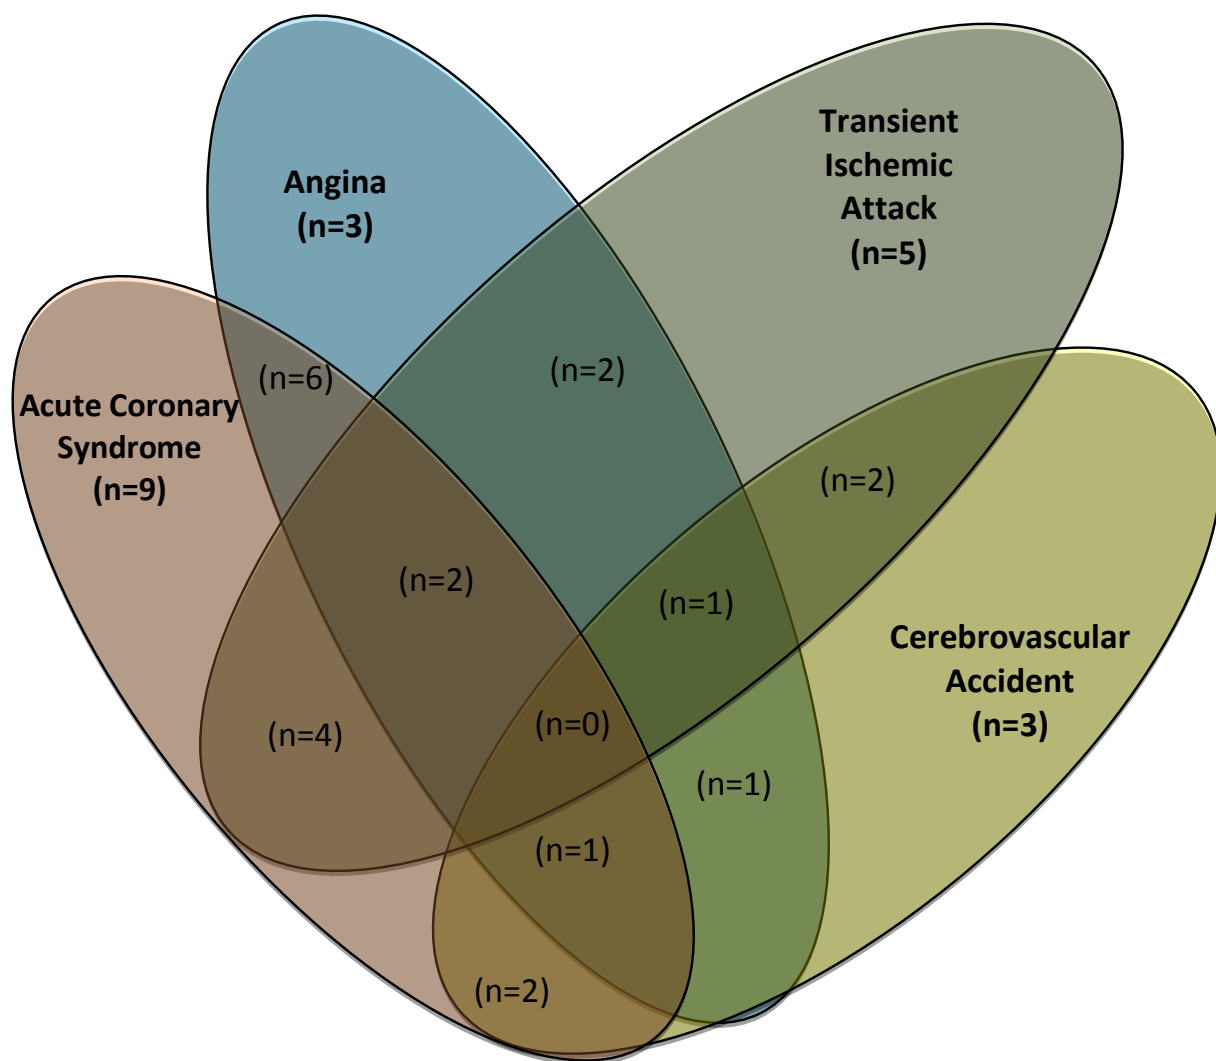 Transient
Ischemic
Attack
(n=5)
Angina
(n=3)
(n=6)
(n=2)
Acute Coronary
Syndrome
(n=9)
(n=2)
(n=2)
(n=1)
Cerebrovascular
Accident
(n=3)
(n=4)
(n=0)
(n=1)
(n=1)
(n=2)